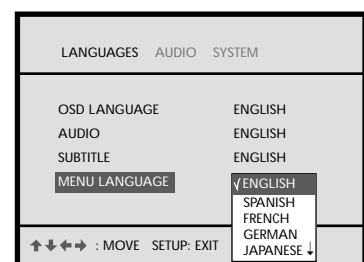 LANGUAGES AUDIO SYSTEM
OSD LANGUAGE ENGLISH
AUDIO ENGLISH
SUBTITLE ENGLISH
MENU LANGUAGE √ENGLISH
SPANISH
FRENCH
GERMAN
JAPANESE ↓
↑↓←→ : MOVE SETUP: EXIT